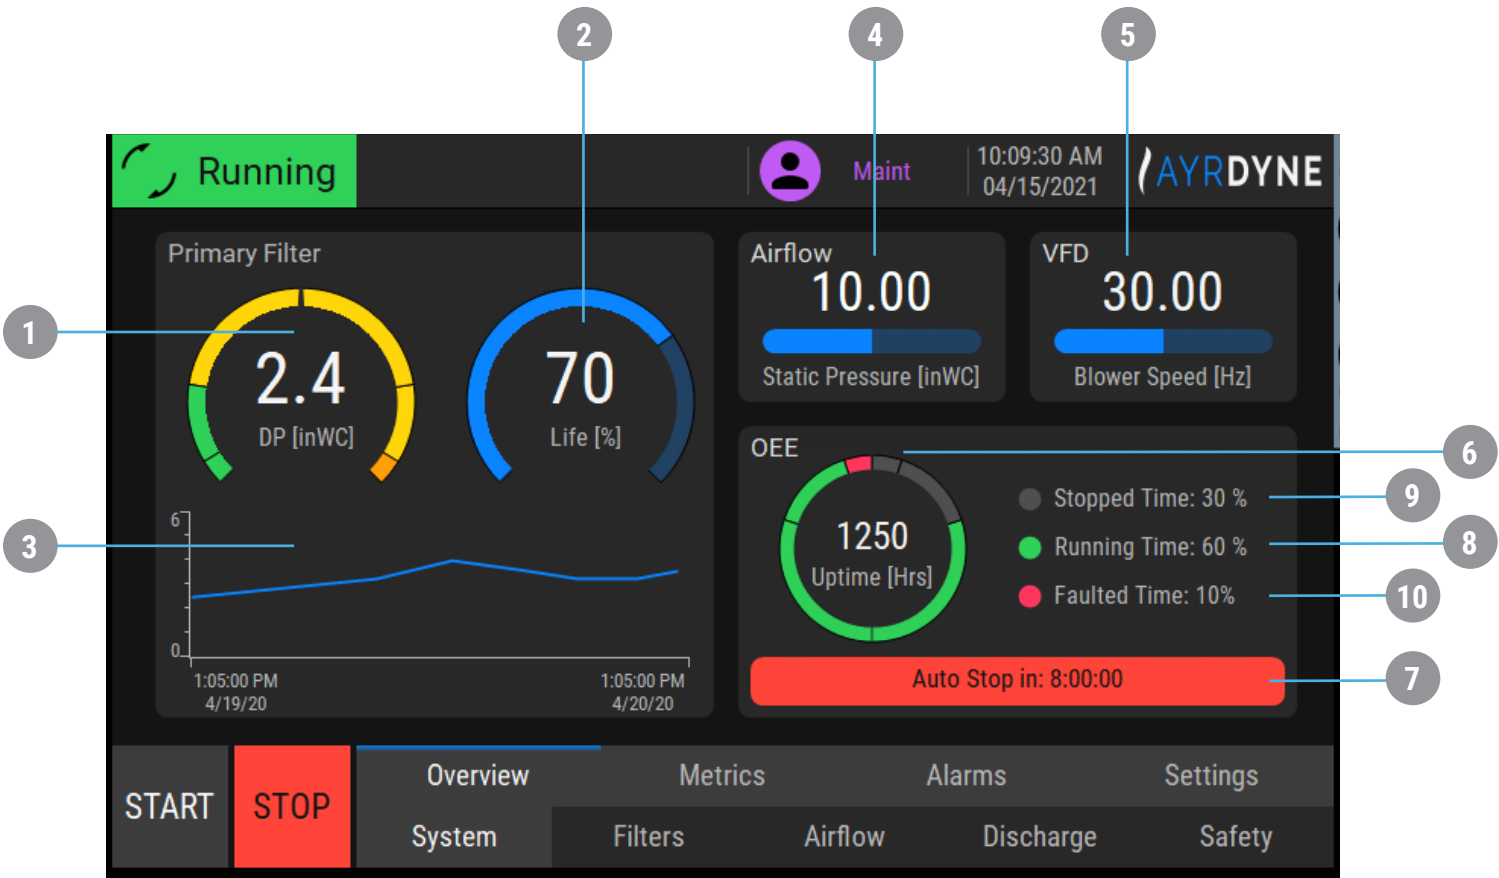 2
4
5
Running
Maint
10:09:30 AM
04/15/2021
AYRDYNE
Primary Filter
Airflow
10.00
Static Pressure [inWC]
VFD
30.00
Blower Speed [Hz]
1
2.4
DP [inWC]
70
Life [%]
OEE
6
1250
Uptime [Hrs]
Stopped Time: 30 %
9
Running Time: 60 %
8
Faulted Time: 10%
10
3
6
0
1:05:00 PM
4/19/20
1:05:00 PM
4/20/20
Auto Stop in: 8:00:00
7
START
STOP
Overview
Metrics
Alarms
Settings
System
Filters
Airflow
Discharge
Safety